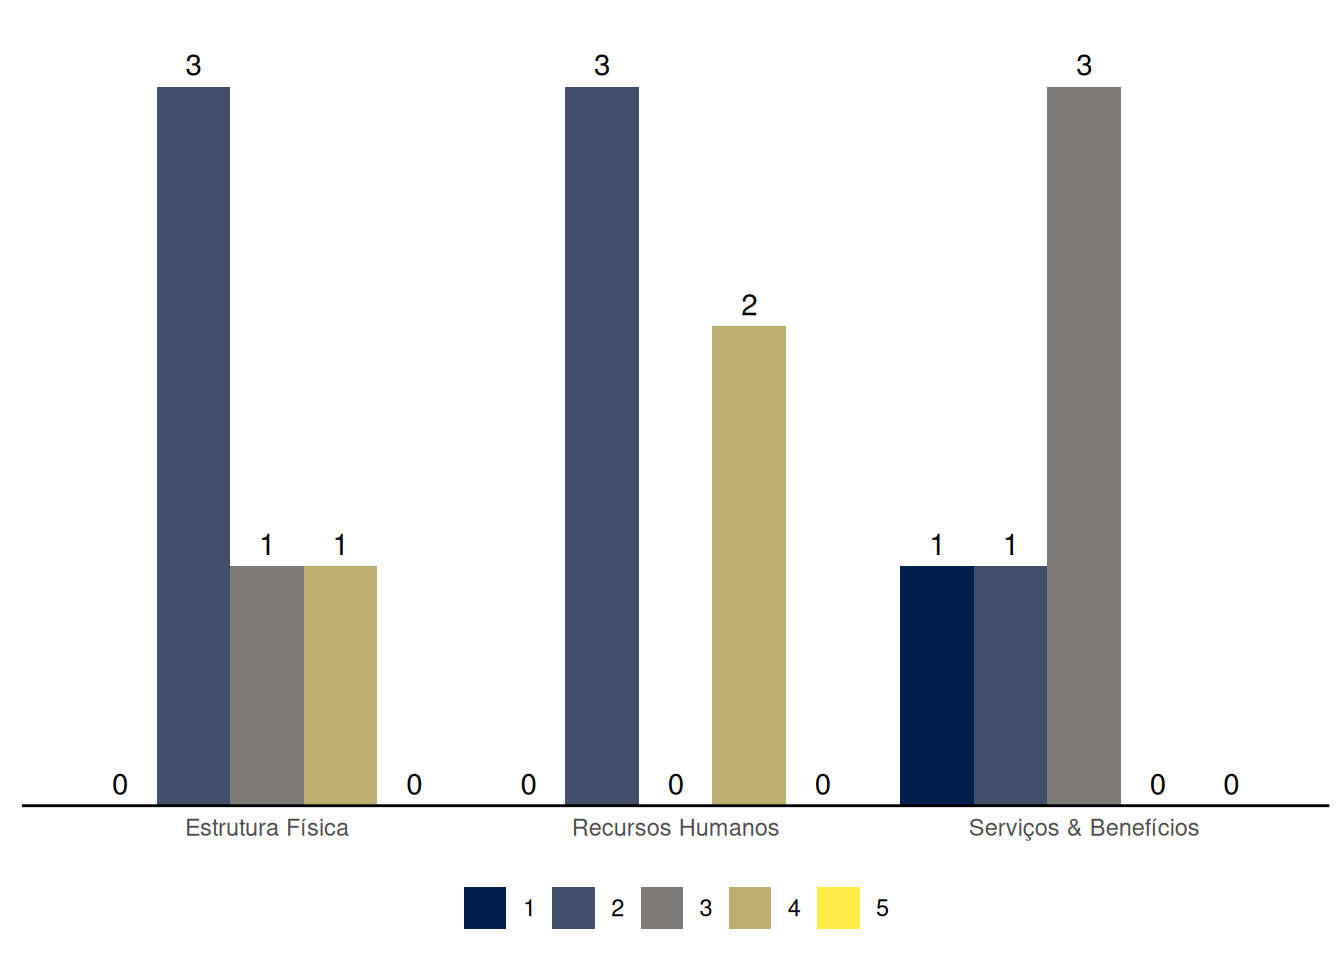 3 3 3
2
1 1 1 1
0 0 0 0 0 0 0
Estrutura Física Recursos Humanos Serviços & Benefícios
1 2 3 4 5